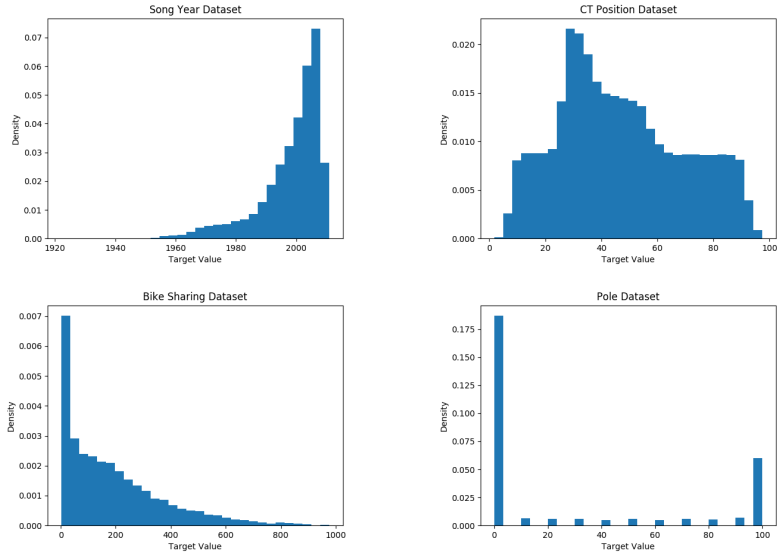 Song Year Dataset
0.07
0.06
0.05
0.04
0.03
0.02
0.01
0.00
Density
1920 1940 1960 1980 2000
Target Value
CT Position Dataset
0.020
0.015
0.010
0.005
0.000
Density
0 20 40 60 80 100
Target Value
Bike Sharing Dataset
0.007
0.006
0.005
0.004
0.003
0.002
0.001
0.000
Density
0 200 400 600 800 1000
Target Value
Pole Dataset
0.175
0.150
0.125
0.100
0.075
0.050
0.025
0.000
Density
0 20 40 60 80 100
Target Value